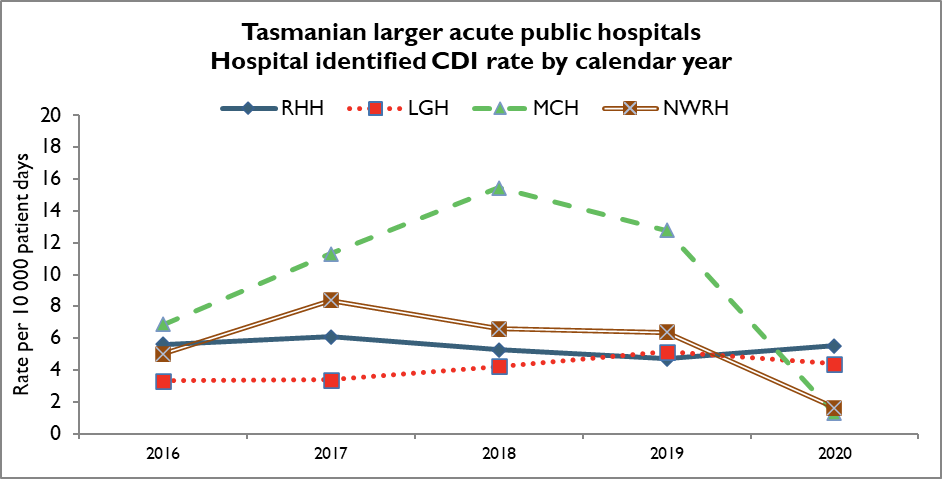 Tasmanian larger acute public hospitals
Hospital identified CDI rate by calendar year
RHH LGH MCH NWRH
Rate per 10 000 patient days
20
18
16
14
12
10
8
6
4
2
0
2016 2017 2018 2019 2020